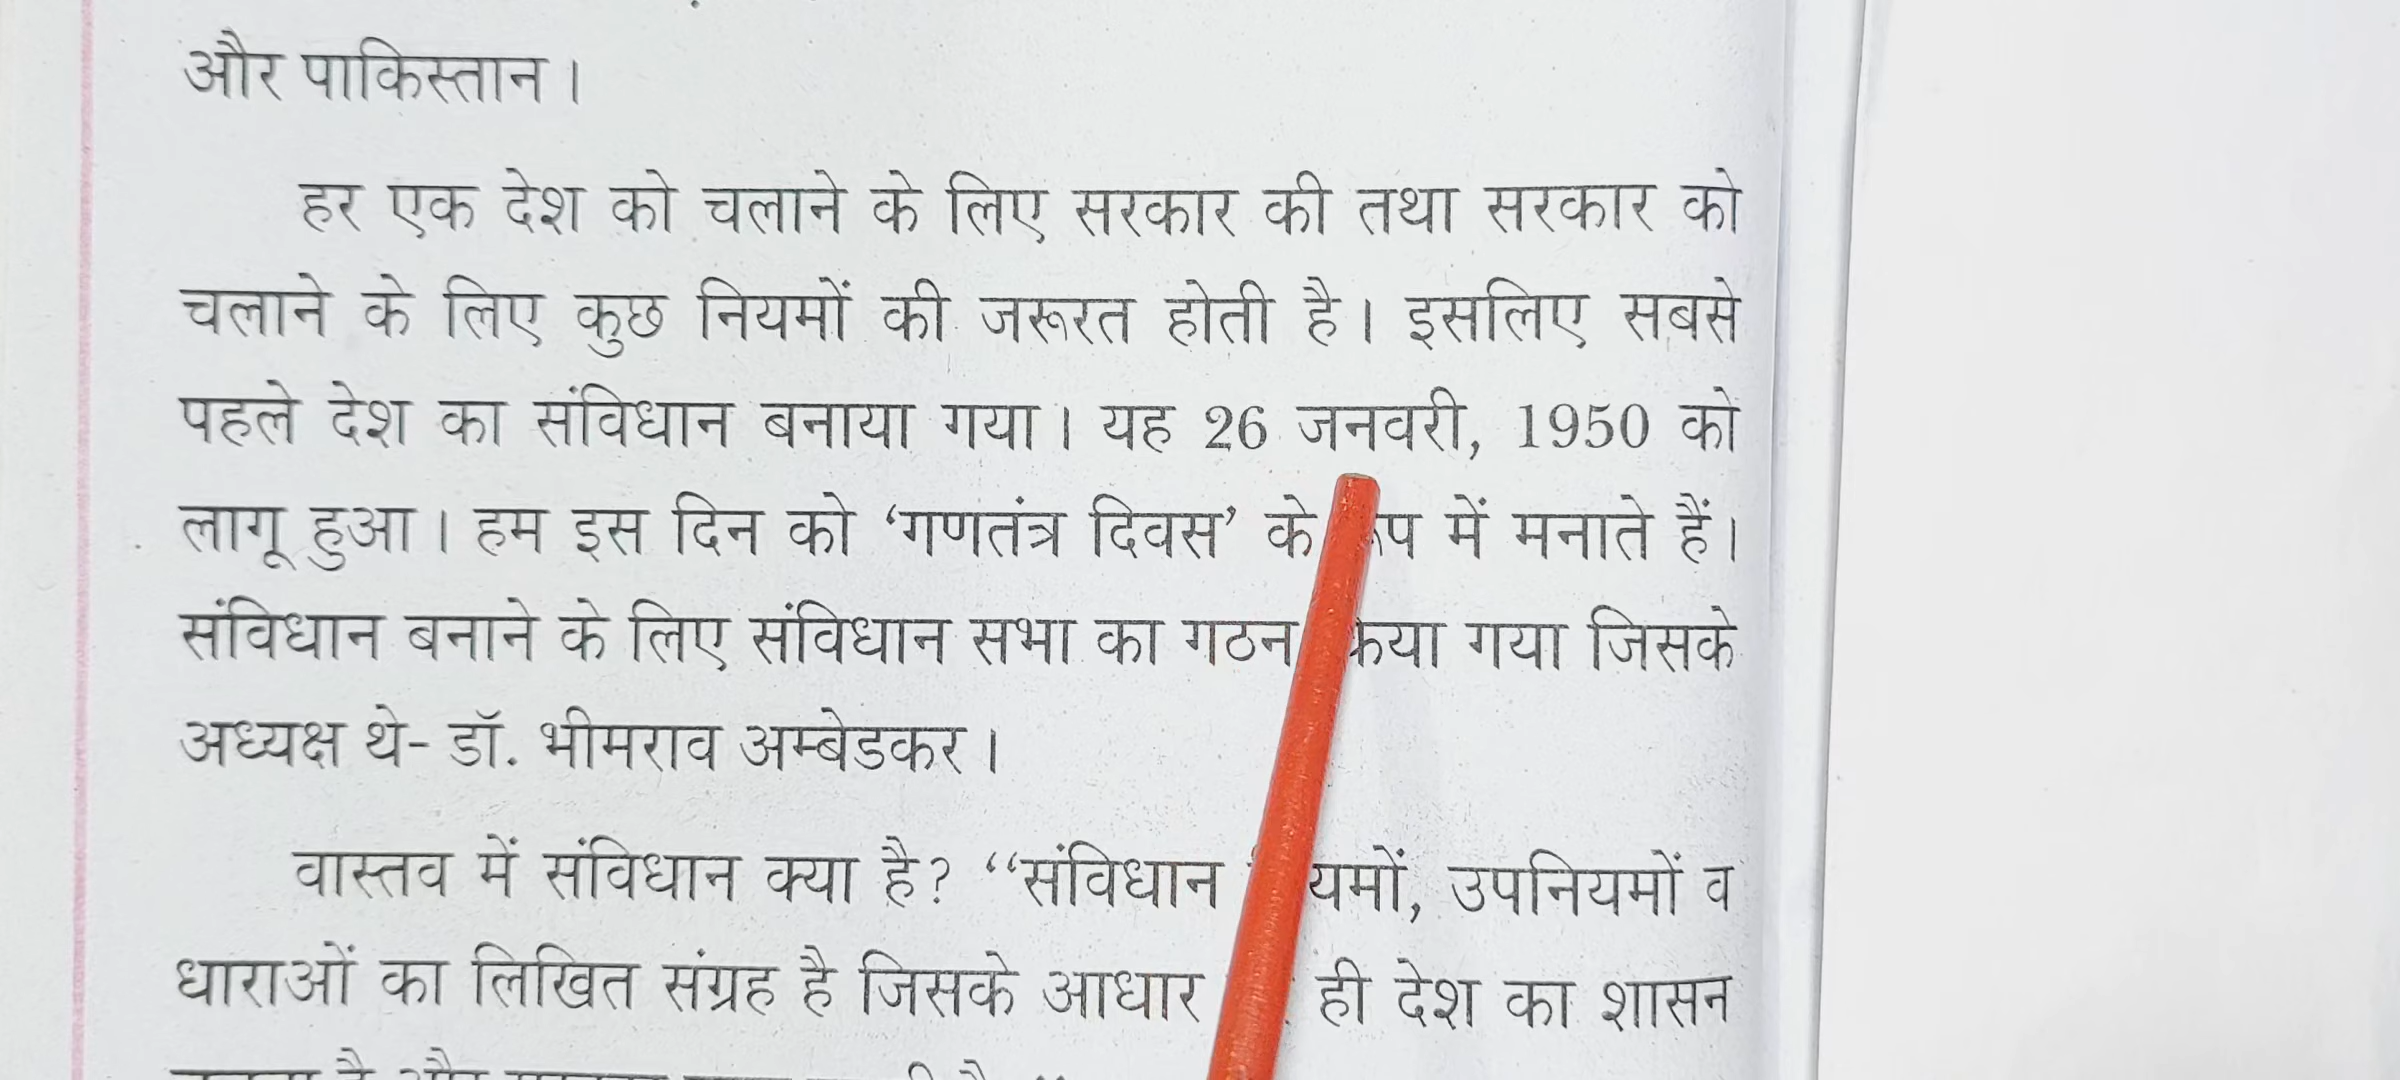 और पाकिस्तान।
हर एक देश को चलाने के लिए सरकार की तथा सरकार को
चलाने के लिए कुछ नियमों की जरूरत होती है। इसलिए सबसे
पहले देश का संविधान बनाया गया। यह 26 जनवरी, 1950 को
लागू हुआ। हम इस दिन को ‘गणतंत्र दिवस’ के में मनाते हैं।
संविधान बनाने के लिए संविधान सभा का गठन गया जिसके
अध्यक्ष थे- डॉ. भीमराव अम्बेडकर।
वास्तव में संविधान क्या है? ‘‘संविधान उपनियमों व
धाराओं का लिखित संग्रह है जिसके आधार ही देश का शासन